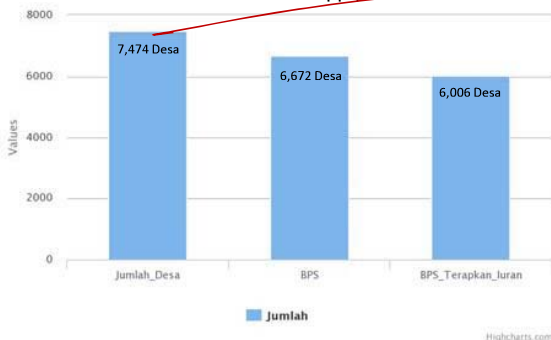 8000
7,474 Desa
6,672 Desa
6000
6,006 Desa
4000
Values
2000
0
Jumlah_Desa
BPS
BPS_Terapkan_Iuran
Jumlah
Highcharts.com